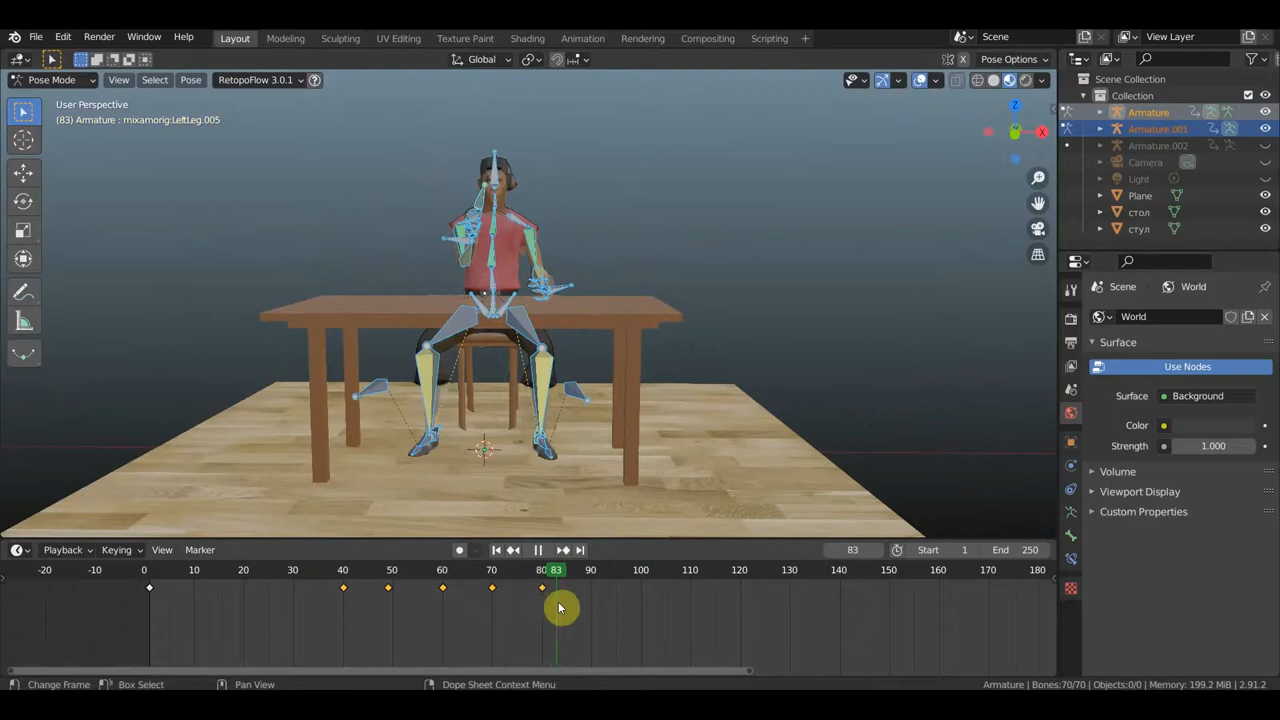 File Edit Render Window Help Layout Modeling Sculpting UV Editing Texture Paint Shading Animation Rendering Compositing Scripting + Scene View Layer
Global X Pose Options
Pose Mode View Select Pose RetopoFlow 3.0.1
User Perspective
(83) Armature : mixamorig:LeftLeg.005
Z
X
Scene Collection
Collection
Armature
Armature.001
Armature.002
Camera
Light
Plane
стол
стул
Scene World
World
Surface
Use Nodes
Surface Background
Color
Strength 1.000
Volume
Viewport Display
Custom Properties
Playback Keying View Marker 83 Start 1 End 250
-20 -10 0 10 20 30 40 50 60 70 80 83 90 100 110 120 130 140 150 160 170 180
Change Frame Box Select Pan View Dope Sheet Context Menu Armature | Bones:70/70 | Objects:0/0 | Memory: 199.2 MiB | 2.91.2